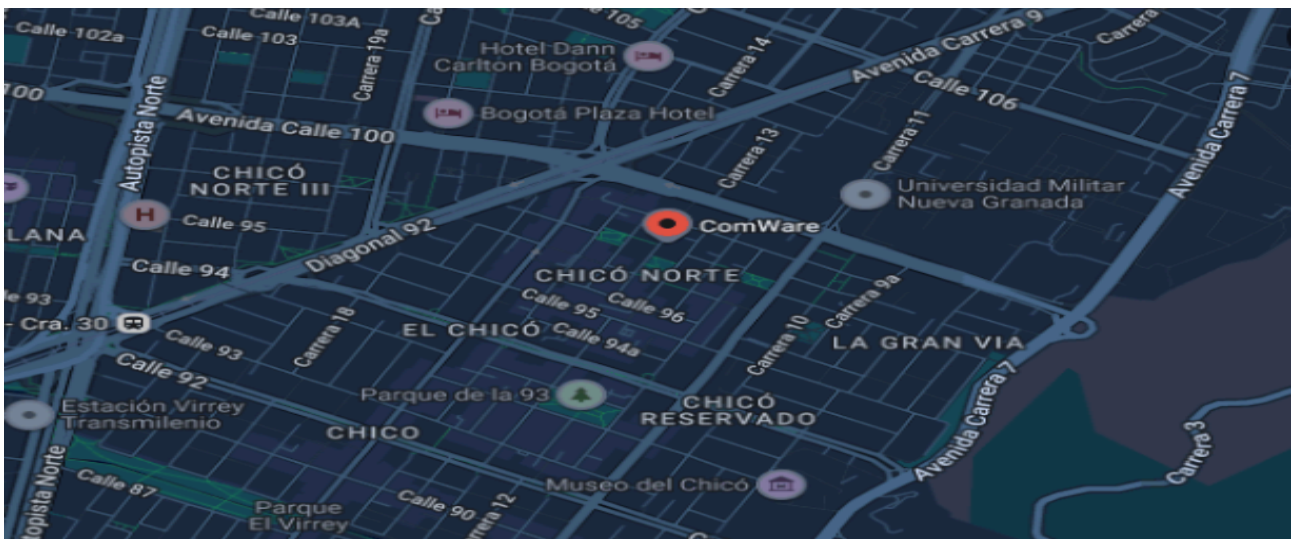 Calle 103A
Calle 105
Calle 102a
Calle 103
Carrera 19a
Hotel Dann
Carlton Bogotá
Carrera 14
Avenida Carrera 9
Carrera
Calle 106
100
Autopista Norte
Avenida Calle 100
Bogotá Plaza Hotel
Carrera 13
Carrera 11
Avenida Carrera 7
CHICÓ
NORTE III
Universidad Militar
Nueva Granada
H
Calle 95
ComWare
LANA
Diagonal 92
Calle 94
CHICÓ NORTE
Calle 95
Calle 96
Carrera 9a
le 93
- Cra. 30
Carrera 18
EL CHICÓ
Calle 94a
Carrera 10
LA GRAN VIA
Calle 93
Calle 92
Parque de la 93
CHICÓ
RESERVADO
Estación Virrey
Transmilenio
CHICO
Avenida Carrera 7
Carrera 3
Museo del Chicó
Calle 87
Calle 90
Parque
El Virrey
rera 12
utopista Norte